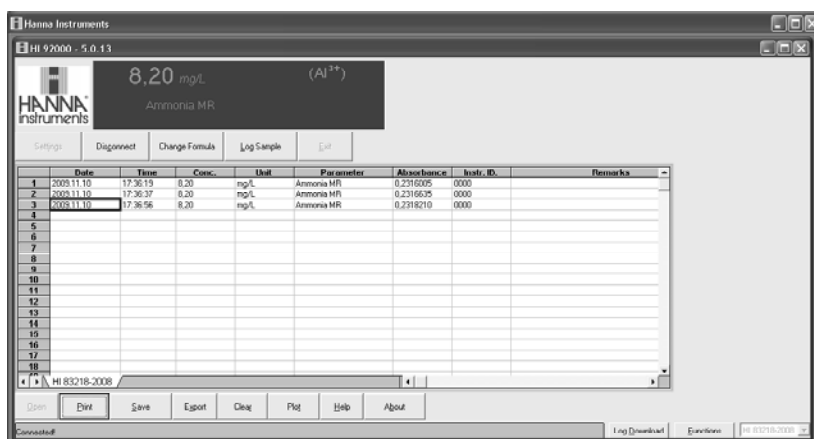 Hanna Instruments
HI 92000 - 5.0.13
8,20 mg/L (Al3+)
HANNA
instruments
Ammonia MR
Settings Disconnect Change Formula Log Sample Exit
Date Time Conc. Unit Parameter Absorbance Instr. ID. Remarks
1 2009.11.10 17:36:19 8,20 mg/L Ammonia MR 0,2316005 0000
2 2009.11.10 17:36:37 8,20 mg/L Ammonia MR 0,2316635 0000
3 2009.11.10 17:36:56 8,20 mg/L Ammonia MR 0,2318210 0000
4
5
6
7
8
9
10
11
12
13
14
15
16
17
18
HI 83218-2008
Open Print Save Export Clear Plot Help About
Connected! Log Download Functions HI 83218-2008